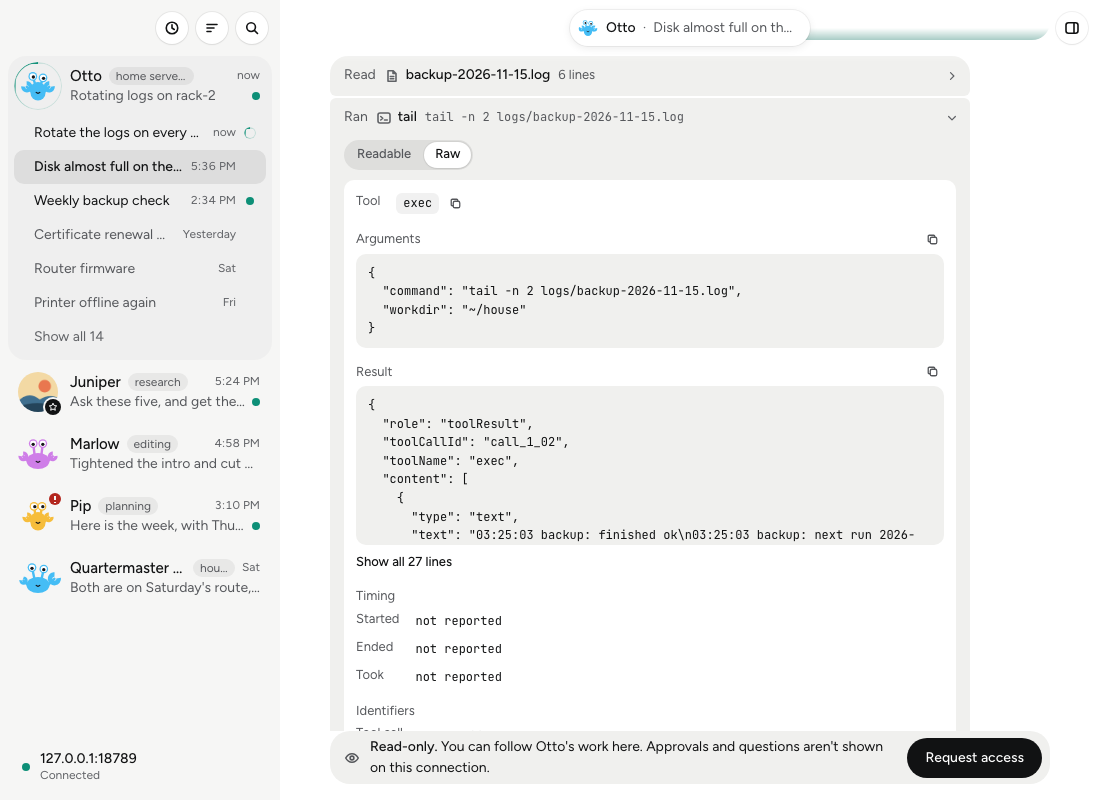 Otto home serve... now
Rotating logs on rack-2
Rotate the logs on every ... now
Disk almost full on the... 5:36 PM
Weekly backup check 2:34 PM
Certificate renewal ... Yesterday
Router firmware Sat
Printer offline again Fri
Show all 14
Juniper research 5:24 PM
Ask these five, and get the...
Marlow editing 4:58 PM
Tightened the intro and cut ...
Pip planning 3:10 PM
Here is the week, with Thu...
Quartermaster ... hou... Sat
Both are on Saturday's route,...
127.0.0.1:18789
Connected
Otto · Disk almost full on th...
Read backup-2026-11-15.log 6 lines
Ran tail tail -n 2 logs/backup-2026-11-15.log
Readable Raw
Tool exec
Arguments
{
"command": "tail -n 2 logs/backup-2026-11-15.log",
"workdir": "~/house"
}
Result
{
"role": "toolResult",
"toolCallId": "call_1_02",
"toolName": "exec",
"content": [
{
"type": "text",
"text": "03:25:03 backup: finished ok\n03:25:03 backup: next run 2026-
Show all 27 lines
Timing
Started not reported
Ended not reported
Took not reported
Identifiers
Read-only. You can follow Otto's work here. Approvals and questions aren't shown
on this connection.
Request access